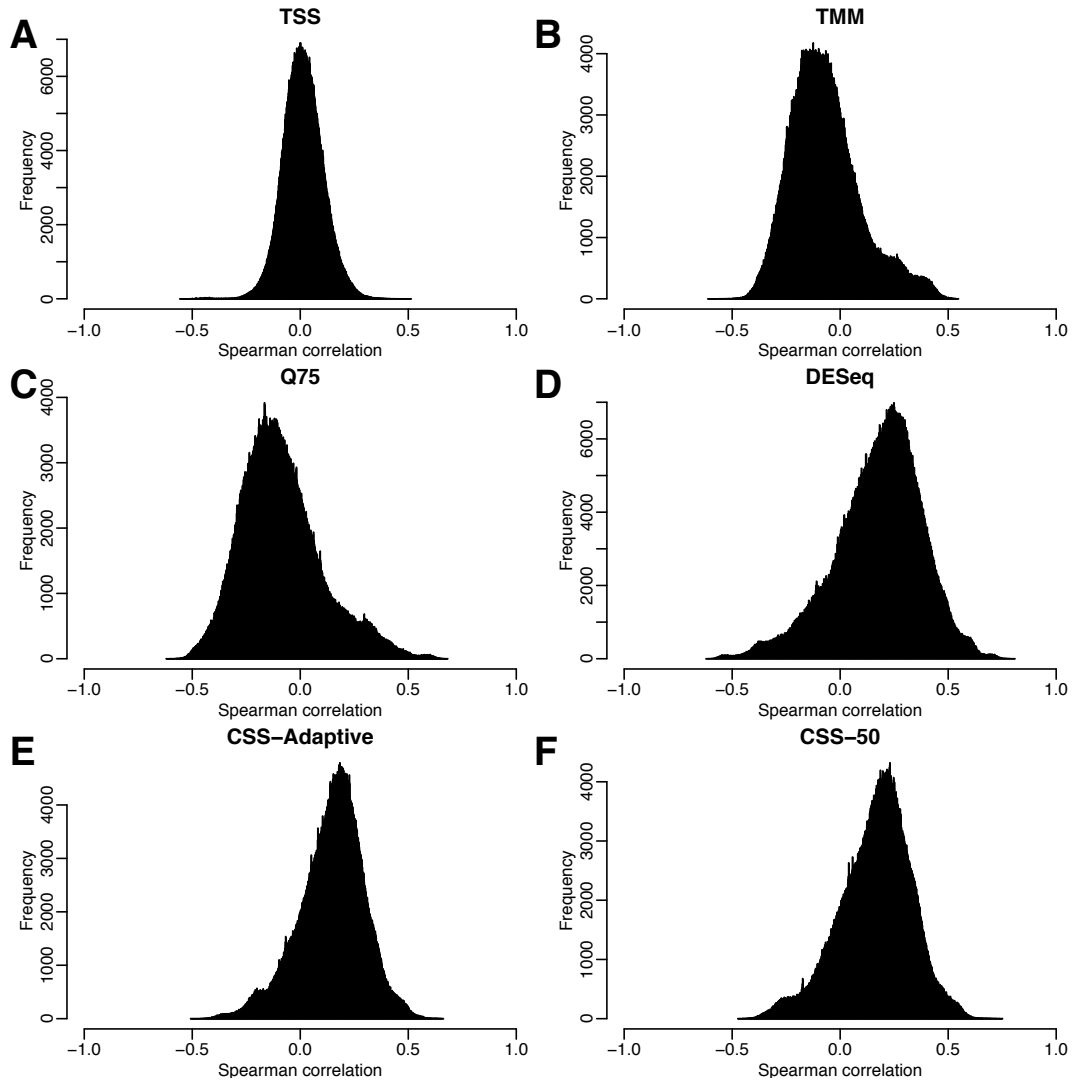 A
TSS
Frequency
0 2000 4000 6000
−1.0 −0.5 0.0 0.5 1.0
Spearman correlation
B
TMM
Frequency
0 1000 2000 3000 4000
−1.0 −0.5 0.0 0.5 1.0
Spearman correlation
C
Q75
Frequency
0 1000 2000 3000 4000
−1.0 −0.5 0.0 0.5 1.0
Spearman correlation
D
DESeq
Frequency
0 2000 4000 6000
−1.0 −0.5 0.0 0.5 1.0
Spearman correlation
E
CSS−Adaptive
Frequency
0 1000 2000 3000 4000
−1.0 −0.5 0.0 0.5 1.0
Spearman correlation
F
CSS−50
Frequency
0 1000 2000 3000 4000
−1.0 −0.5 0.0 0.5 1.0
Spearman correlation